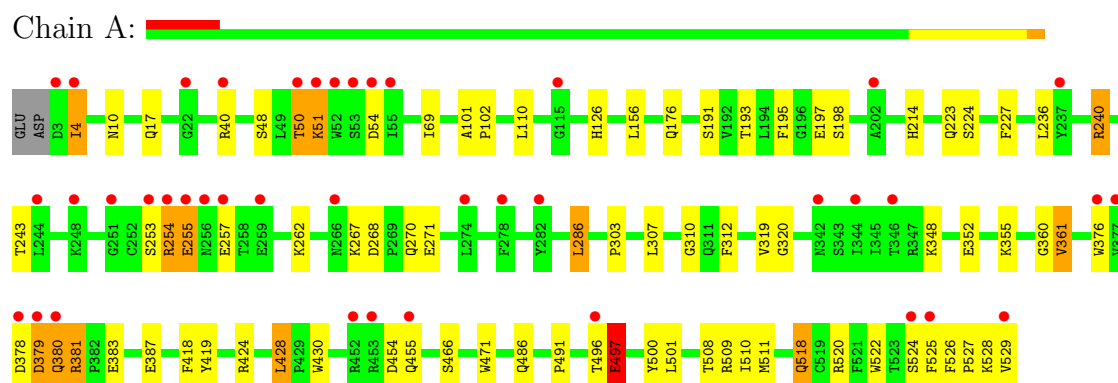 Chain A:
GLU ASP D3 I4 N10 Q17 G22 R40 S48 L49 T50 K51 W52 S53 D54 I55 I69 A101 P102 L110 G115 H126 L156 Q176 S191 V192 T193 L194 F195 G196 E197 S198 A202 H214 Q223 S224 F227 L236 Y237 R240
T243 L244 K248 G251 C252 S253 R254 E255 N256 E257 T258 E259 K262 N266 K267 D268 P269 Q270 E271 L274 F278 Y282 L286 P303 L307 G310 Q311 F312 V319 G320 N342 S343 I344 I345 T346 R347 K348 E352 K355 G360 V361 W376
D378 D379 Q380 R381 P382 E383 E387 F418 Y419 R424 L428 P429 W430 R452 R453 D454 Q455 S466 W471 Q486 P491 T496 E497 Y500 L501 T508 R509 I510 M511 Q518 C519 R520 F521 W522 T523 S524 F525 F526 P527 K528 V529